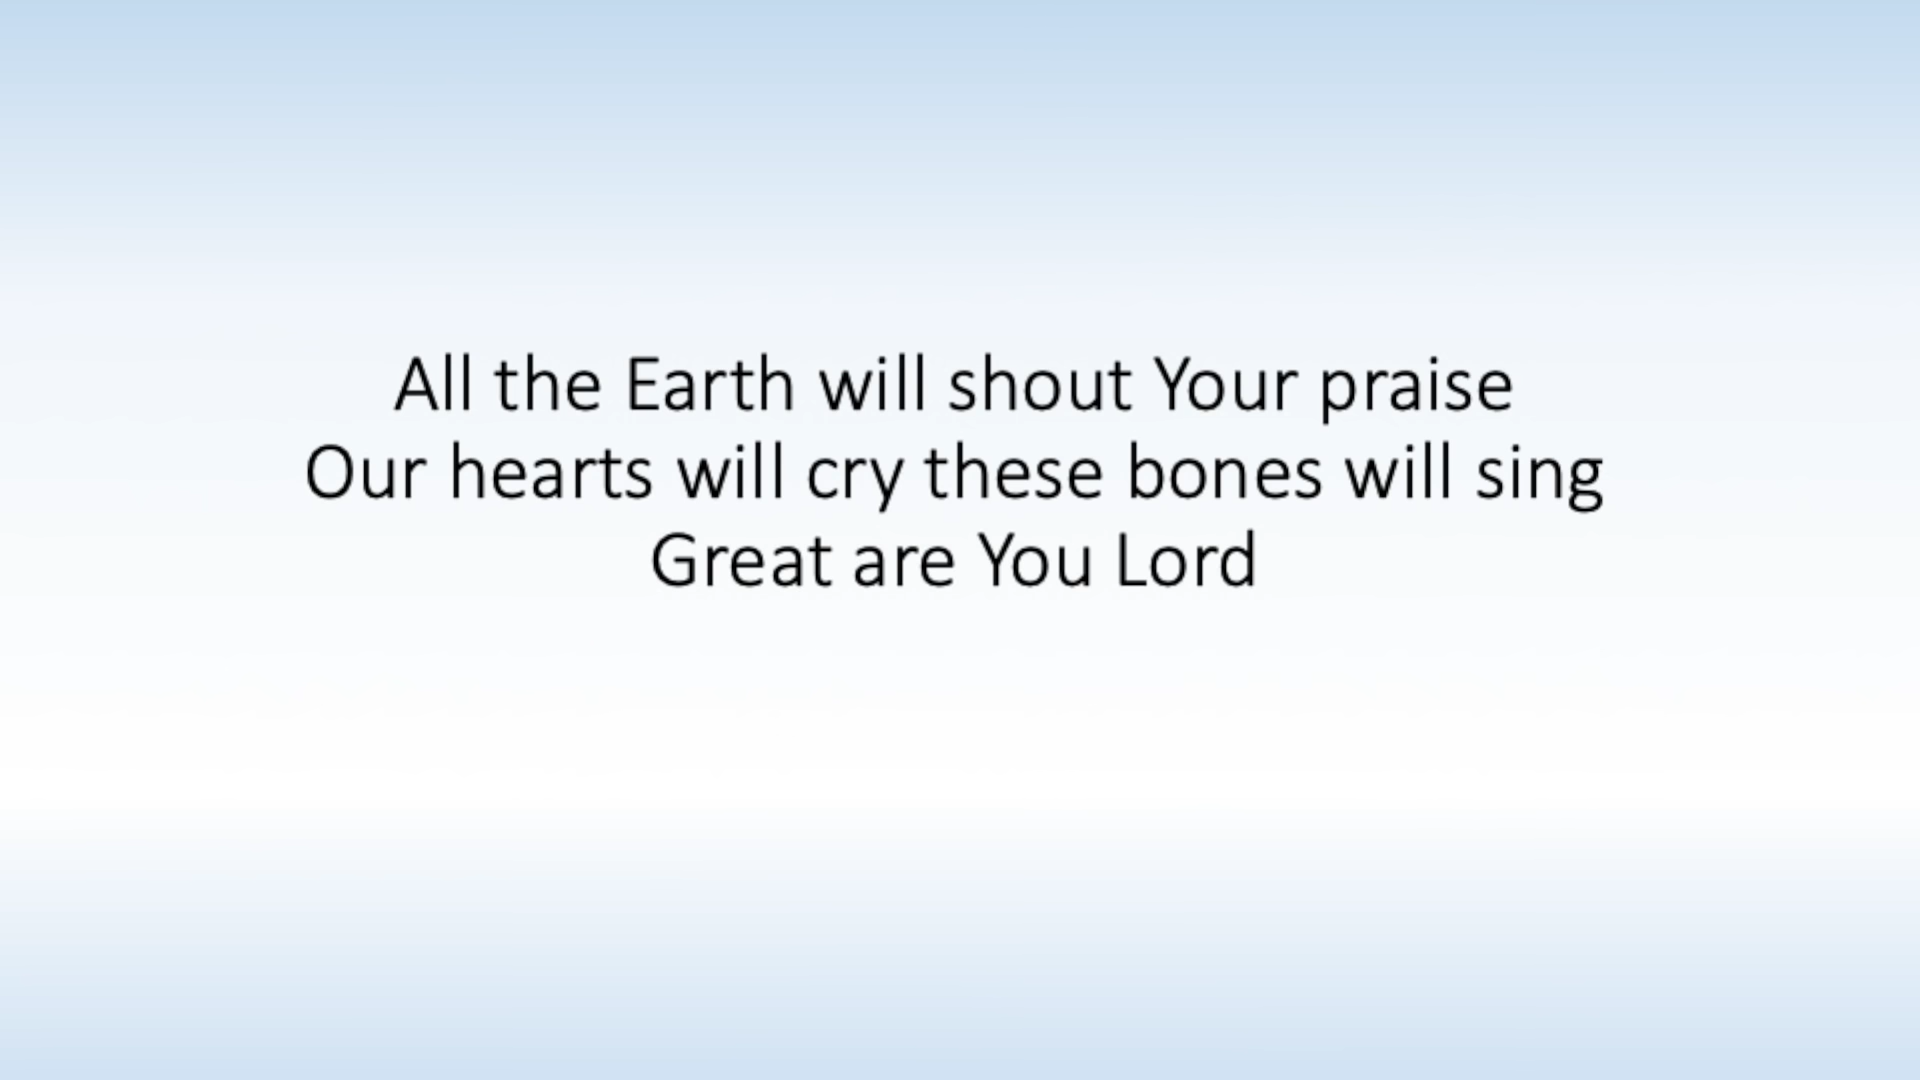 All the Earth will shout Your praise
Our hearts will cry these bones will sing
Great are You Lord